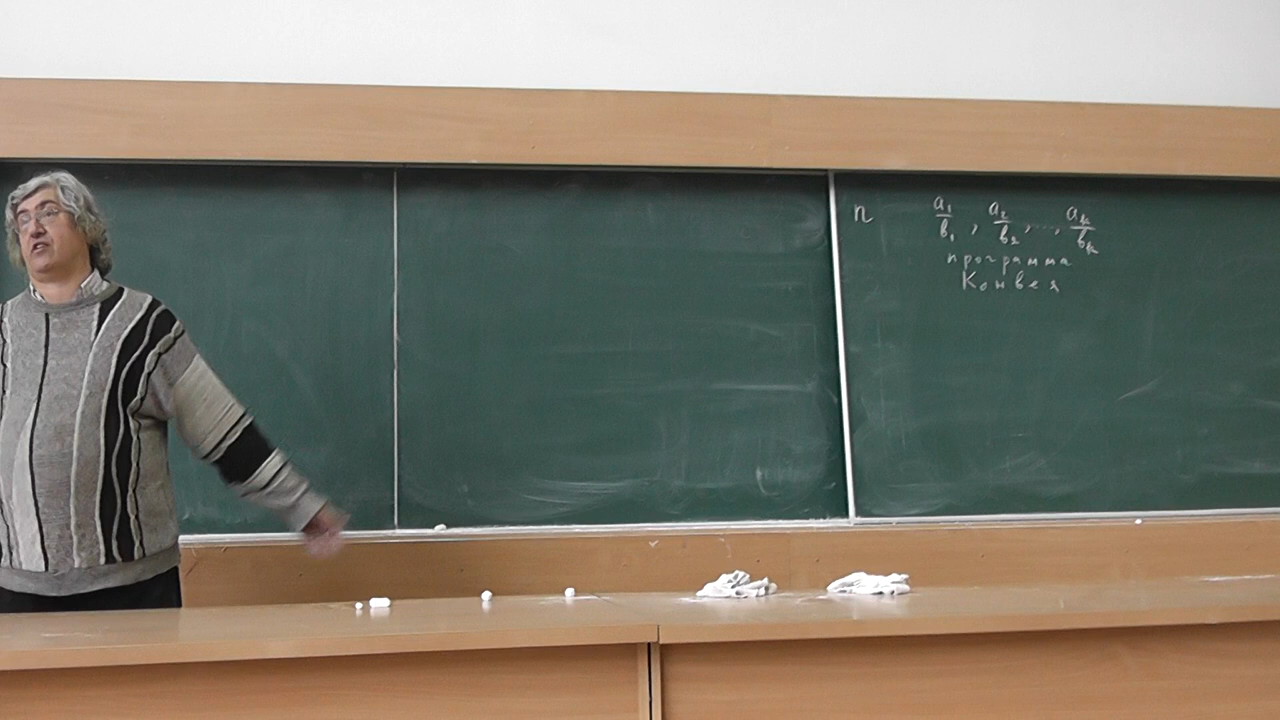 n a₁/b₁, a₂/b₂, ..., aₖ/bₖ
программа
Конвея